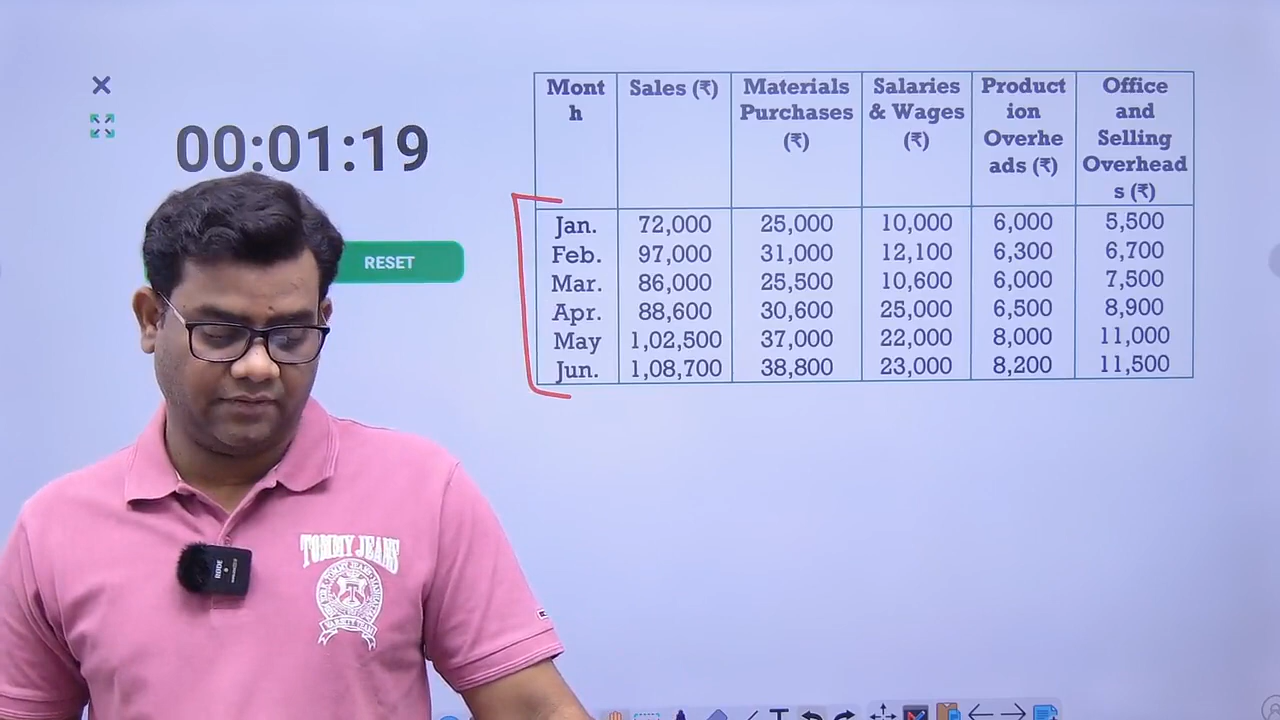 00:01:19
RESET
Mont
h
Sales (₹)
Materials
Purchases
(₹)
Salaries
& Wages
(₹)
Product
ion
Overhe
ads (₹)
Office
and
Selling
Overhead
s (₹)
Jan. 72,000 25,000 10,000 6,000 5,500
Feb. 97,000 31,000 12,100 6,300 6,700
Mar. 86,000 25,500 10,600 6,000 7,500
Apr. 88,600 30,600 25,000 6,500 8,900
May 1,02,500 37,000 22,000 8,000 11,000
Jun. 1,08,700 38,800 23,000 8,200 11,500
TOMMY JEANS
VARSITY TEAM
RODE